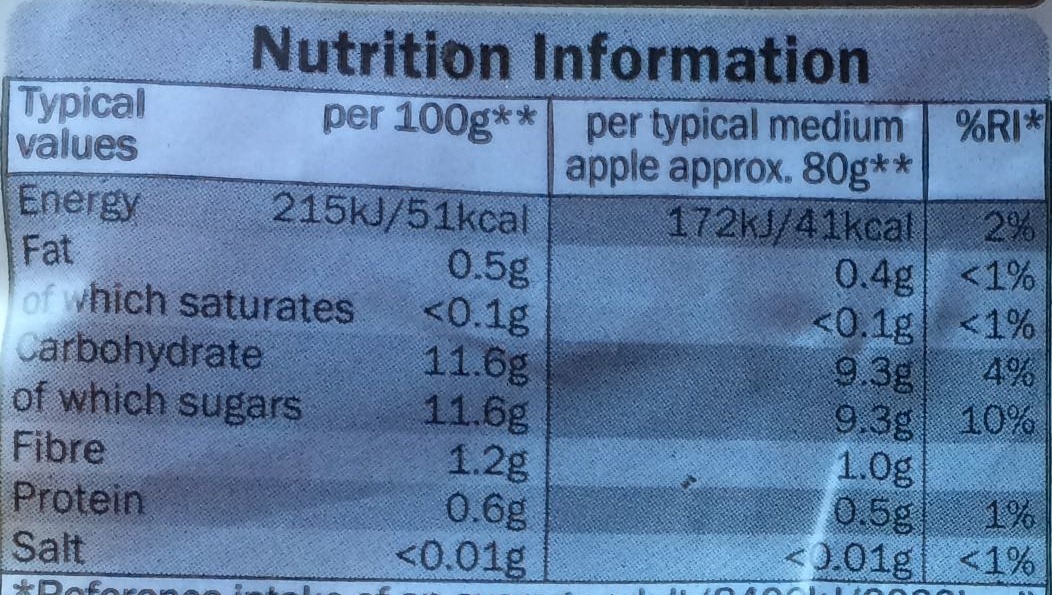 Nutrition Information
Typical values per 100g** per typical medium apple approx. 80g** %RI*
Energy 215kJ/51kcal 172kJ/41kcal 2%
Fat 0.5g 0.4g <1%
of which saturates <0.1g <0.1g <1%
Carbohydrate 11.6g 9.3g 4%
of which sugars 11.6g 9.3g 10%
Fibre 1.2g 1.0g
Protein 0.6g 0.5g 1%
Salt <0.01g <0.01g <1%
*Reference intake of an